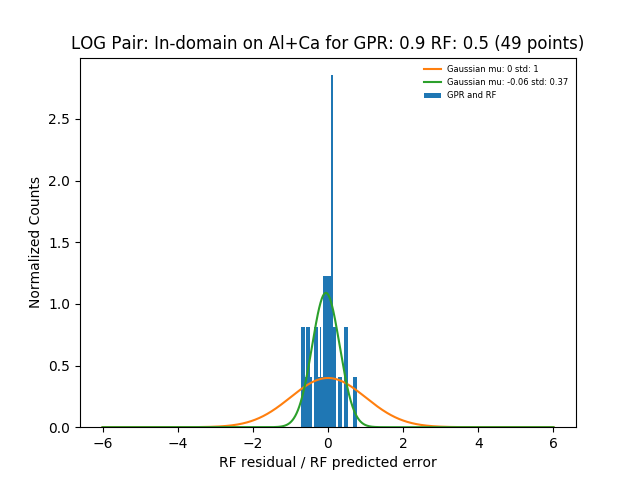 LOG Pair: In-domain on Al+Ca for GPR: 0.9 RF: 0.5 (49 points)
Gaussian mu: 0 std: 1
Gaussian mu: -0.06 std: 0.37
GPR and RF
Normalized Counts
2.5
2.0
1.5
1.0
0.5
0.0
−6 −4 −2 0 2 4 6
RF residual / RF predicted error